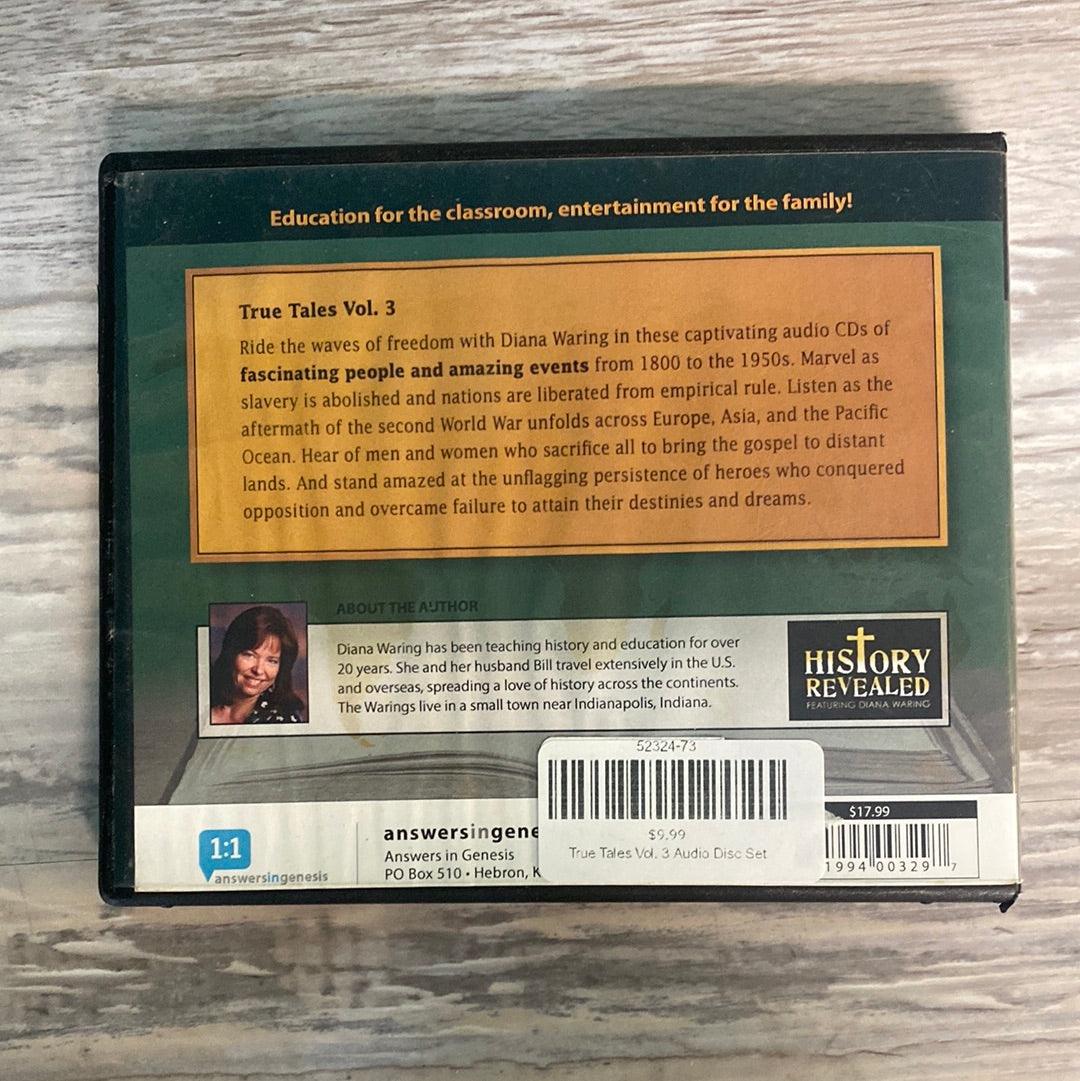 Education for the classroom, entertainment for the family!
True Tales Vol. 3
Ride the waves of freedom with Diana Waring in these captivating audio CDs of
fascinating people and amazing events from 1800 to the 1950s. Marvel as
slavery is abolished and nations are liberated from empirical rule. Listen as the
aftermath of the second World War unfolds across Europe, Asia, and the Pacific
Ocean. Hear of men and women who sacrifice all to bring the gospel to distant
lands. And stand amazed at the unflagging persistence of heroes who conquered
opposition and overcame failure to attain their destinies and dreams.
ABOUT THE AUTHOR
Diana Waring has been teaching history and education for over
20 years. She and her husband Bill travel extensively in the U.S.
and overseas, spreading a love of history across the continents.
The Warings live in a small town near Indianapolis, Indiana.
HISTORY
REVEALED
FEATURING DIANA WARING
52324-73
$9.99
True Tales Vol. 3 Audio Disc Set
1:1
answersingenesis
answersingene
Answers in Genesis
PO Box 510 • Hebron, K
$17.99
1994 00329 7